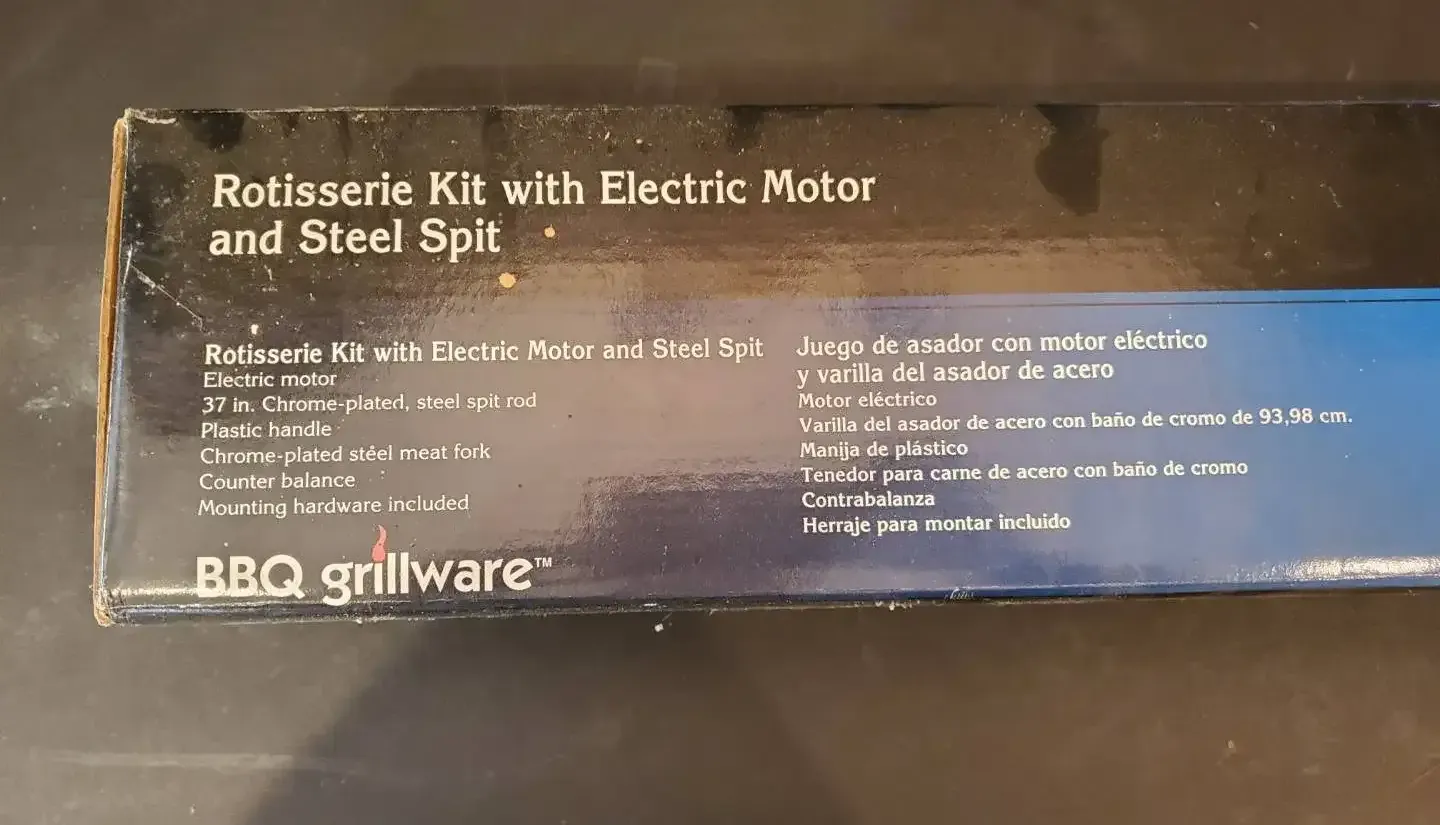 Rotisserie Kit with Electric Motor
and Steel Spit
Rotisserie Kit with Electric Motor and Steel Spit
Electric motor
37 in. Chrome-plated, steel spit rod
Plastic handle
Chrome-plated steel meat fork
Counter balance
Mounting hardware included
BBQ grillware™
Juego de asador con motor eléctrico
y varilla del asador de acero
Motor eléctrico
Varilla del asador de acero con baño de cromo de 93,98 cm.
Manija de plástico
Tenedor para carne de acero con baño de cromo
Contrabalanza
Herraje para montar incluido